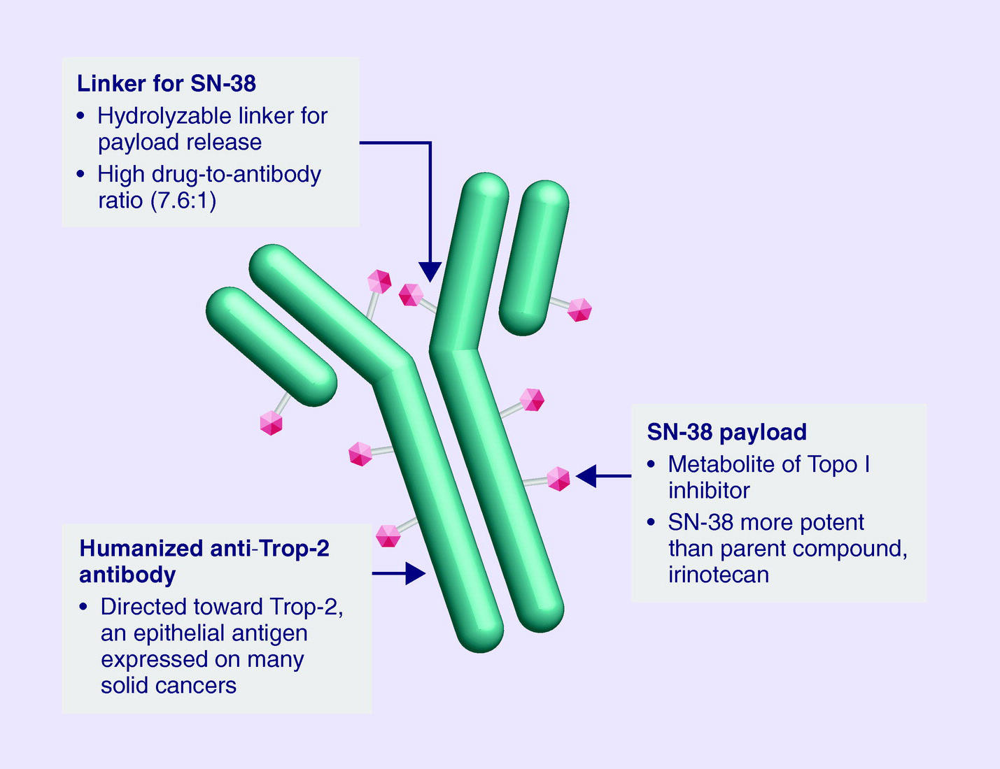 Linker for SN-38
• Hydrolyzable linker for
payload release
• High drug-to-antibody
ratio (7.6:1)
SN-38 payload
• Metabolite of Topo I
inhibitor
• SN-38 more potent
than parent compound,
irinotecan
Humanized anti-Trop-2
antibody
• Directed toward Trop-2,
an epithelial antigen
expressed on many
solid cancers